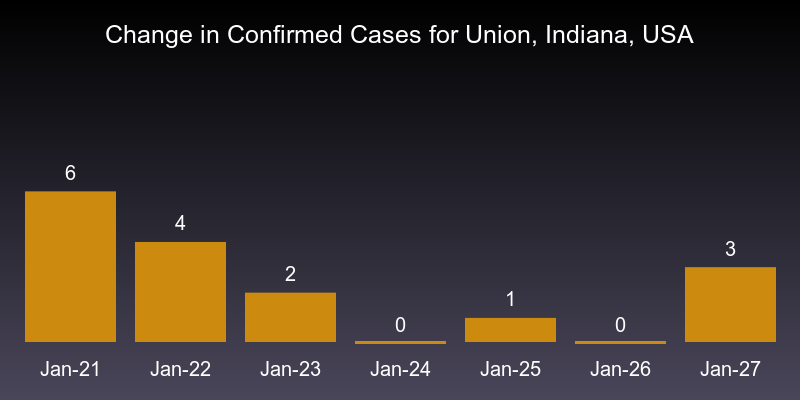 Change in Confirmed Cases for Union, Indiana, USA
6
4
2
0
1
0
3
Jan-21
Jan-22
Jan-23
Jan-24
Jan-25
Jan-26
Jan-27